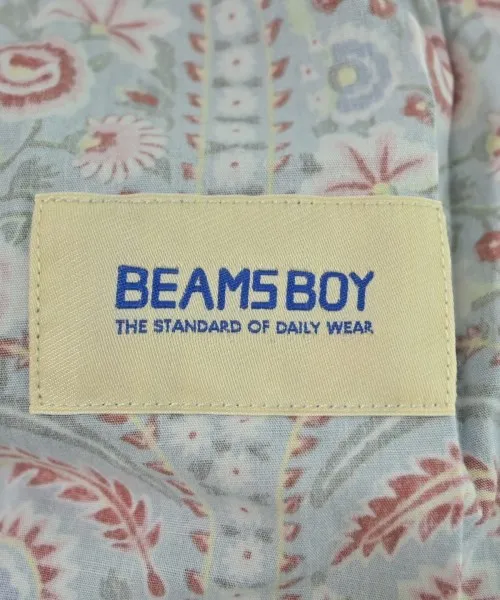 BEAMS BOY
THE STANDARD OF DAILY WEAR